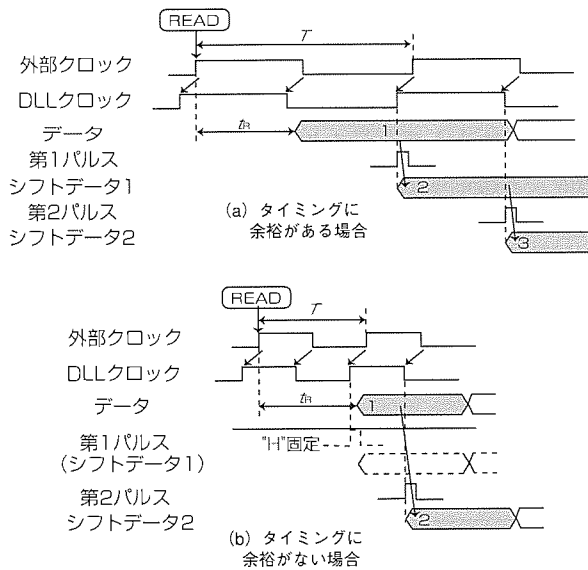 READ
T
外部クロック
DLLクロック
tR
データ
1
第1パルス
シフトデータ1
2
第2パルス
シフトデータ2
3
(a) タイミングに
余裕がある場合
READ
T
外部クロック
DLLクロック
tR
データ
1
第1パルス
"H"固定
(シフトデータ1)
第2パルス
シフトデータ2
2
(b) タイミングに
余裕がない場合